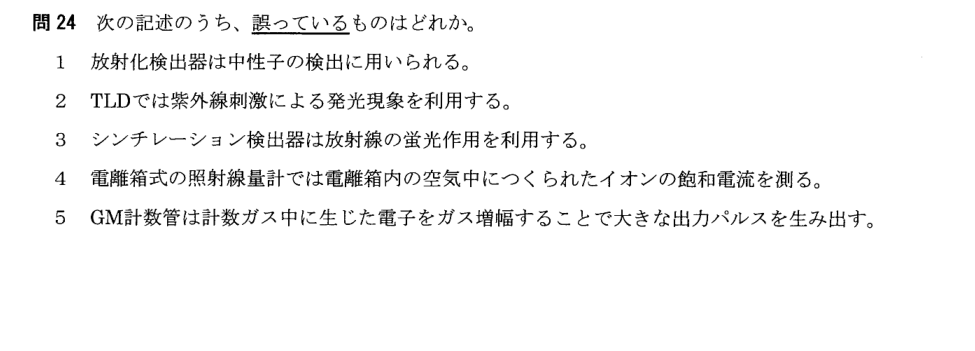 問 24 次の記述のうち、誤っているものはどれか。
1 放射化検出器は中性子の検出に用いられる。
2 TLDでは紫外線刺激による発光現象を利用する。
3 シンチレーション検出器は放射線の蛍光作用を利用する。
4 電離箱式の照射線量計では電離箱内の空気中につくられたイオンの飽和電流を測る。
5 GM計数管は計数ガス中に生じた電子をガス増幅することで大きな出力パルスを生み出す。